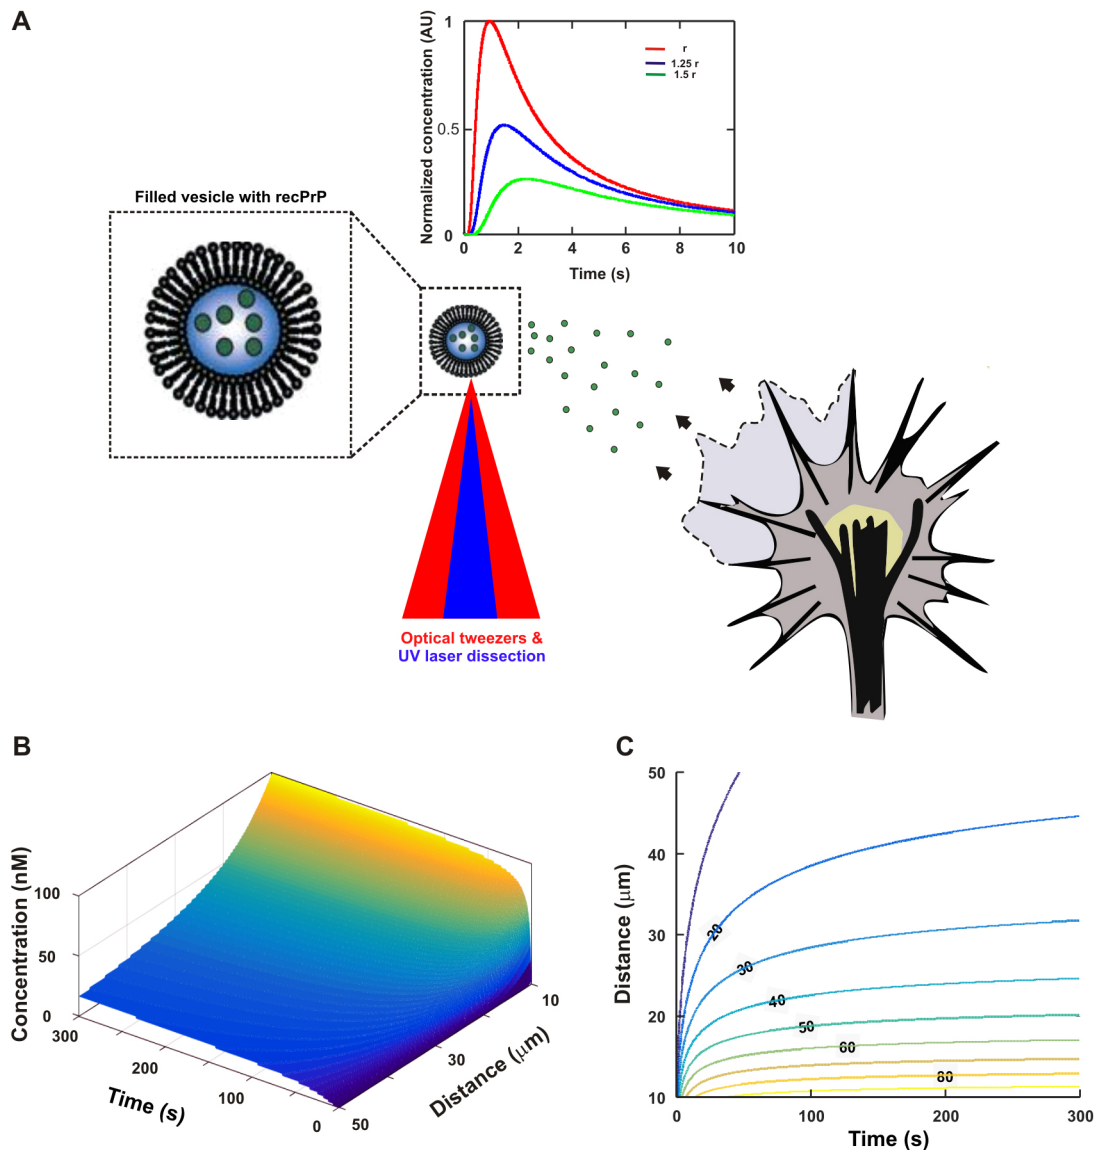 A
Normalized concentration (AU)
1
0.5
0
r
1.25 r
1.5 r
0 2 4 6 8 10
Time (s)
Filled vesicle with recPrP
Optical tweezers &
UV laser dissection
B
Concentration (nM)
100
50
0
300
200
100
0
Time (s)
50
30
10
Distance (μm)
C
Distance (μm)
50
40
30
20
10
20
30
40
50
60
80
0 100 200 300
Time (s)